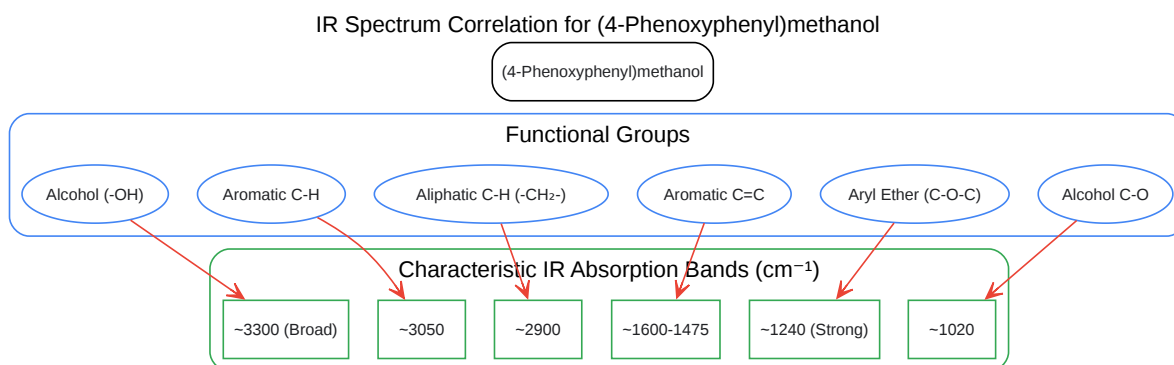 IR Spectrum Correlation for (4-Phenoxyphenyl)methanol
(4-Phenoxyphenyl)methanol
Functional Groups
Alcohol (-OH)
Aromatic C-H
Aliphatic C-H (-CH₂-)
Aromatic C=C
Aryl Ether (C-O-C)
Alcohol C-O
Characteristic IR Absorption Bands (cm⁻¹)
~3300 (Broad)
~3050
~2900
~1600-1475
~1240 (Strong)
~1020